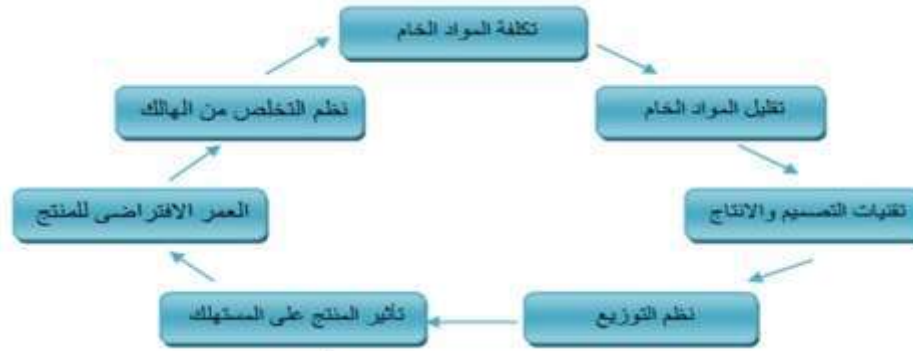 تكلفة المواد الخام
تقليل المواد الخام
تقنيات التصميم والانتاج
نظم التوزيع
تأثير المنتج على المستهلك
العمر الافتراضى للمنتج
نظم التخلص من الهالك